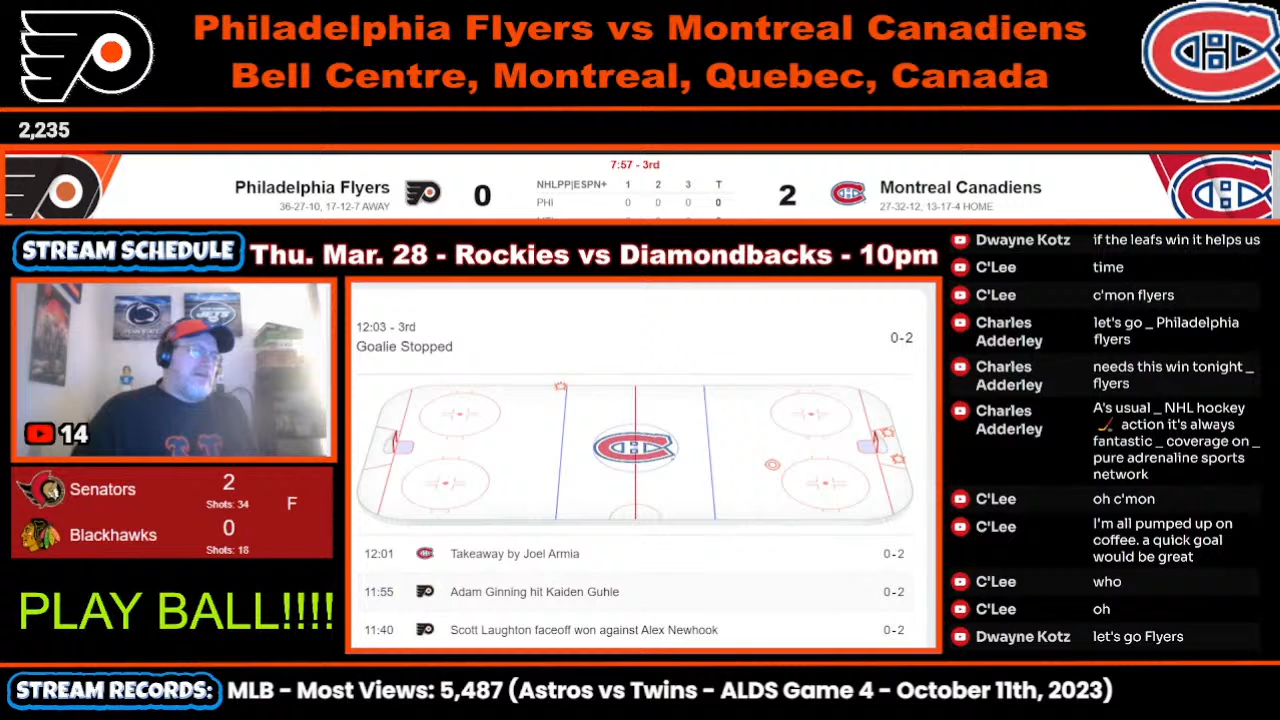 Philadelphia Flyers vs Montreal Canadiens
Bell Centre, Montreal, Quebec, Canada
2,235
7:57 - 3rd
Philadelphia Flyers
36-27-10, 17-12-7 AWAY
0
NHLPP|ESPN+ 1 2 3 T
PHI 0 0 0 0
2
Montreal Canadiens
27-32-12, 13-17-4 HOME
STREAM SCHEDULE
Thu. Mar. 28 - Rockies vs Diamondbacks - 10pm
PENN STATE
JETS
14
Senators 2
Shots: 34
F
Blackhawks 0
Shots: 18
PLAY BALL!!!!
12:03 - 3rd
Goalie Stopped
0-2
12:01 Takeaway by Joel Armia 0-2
11:55 Adam Ginning hit Kaiden Guhle 0-2
11:40 Scott Laughton faceoff won against Alex Newhook 0-2
Dwayne Kotz if the leafs win it helps us
C'Lee time
C'Lee c'mon flyers
Charles Adderley let's go _ Philadelphia
flyers
Charles Adderley needs this win tonight _
flyers
Charles Adderley A's usual _ NHL hockey
🏒 action it's always
fantastic _ coverage on _
pure adrenaline sports
network
C'Lee oh c'mon
C'Lee I'm all pumped up on
coffee. a quick goal
would be great
C'Lee who
C'Lee oh
Dwayne Kotz let's go Flyers
STREAM RECORDS:
MLB - Most Views: 5,487 (Astros vs Twins - ALDS Game 4 - October 11th, 2023)